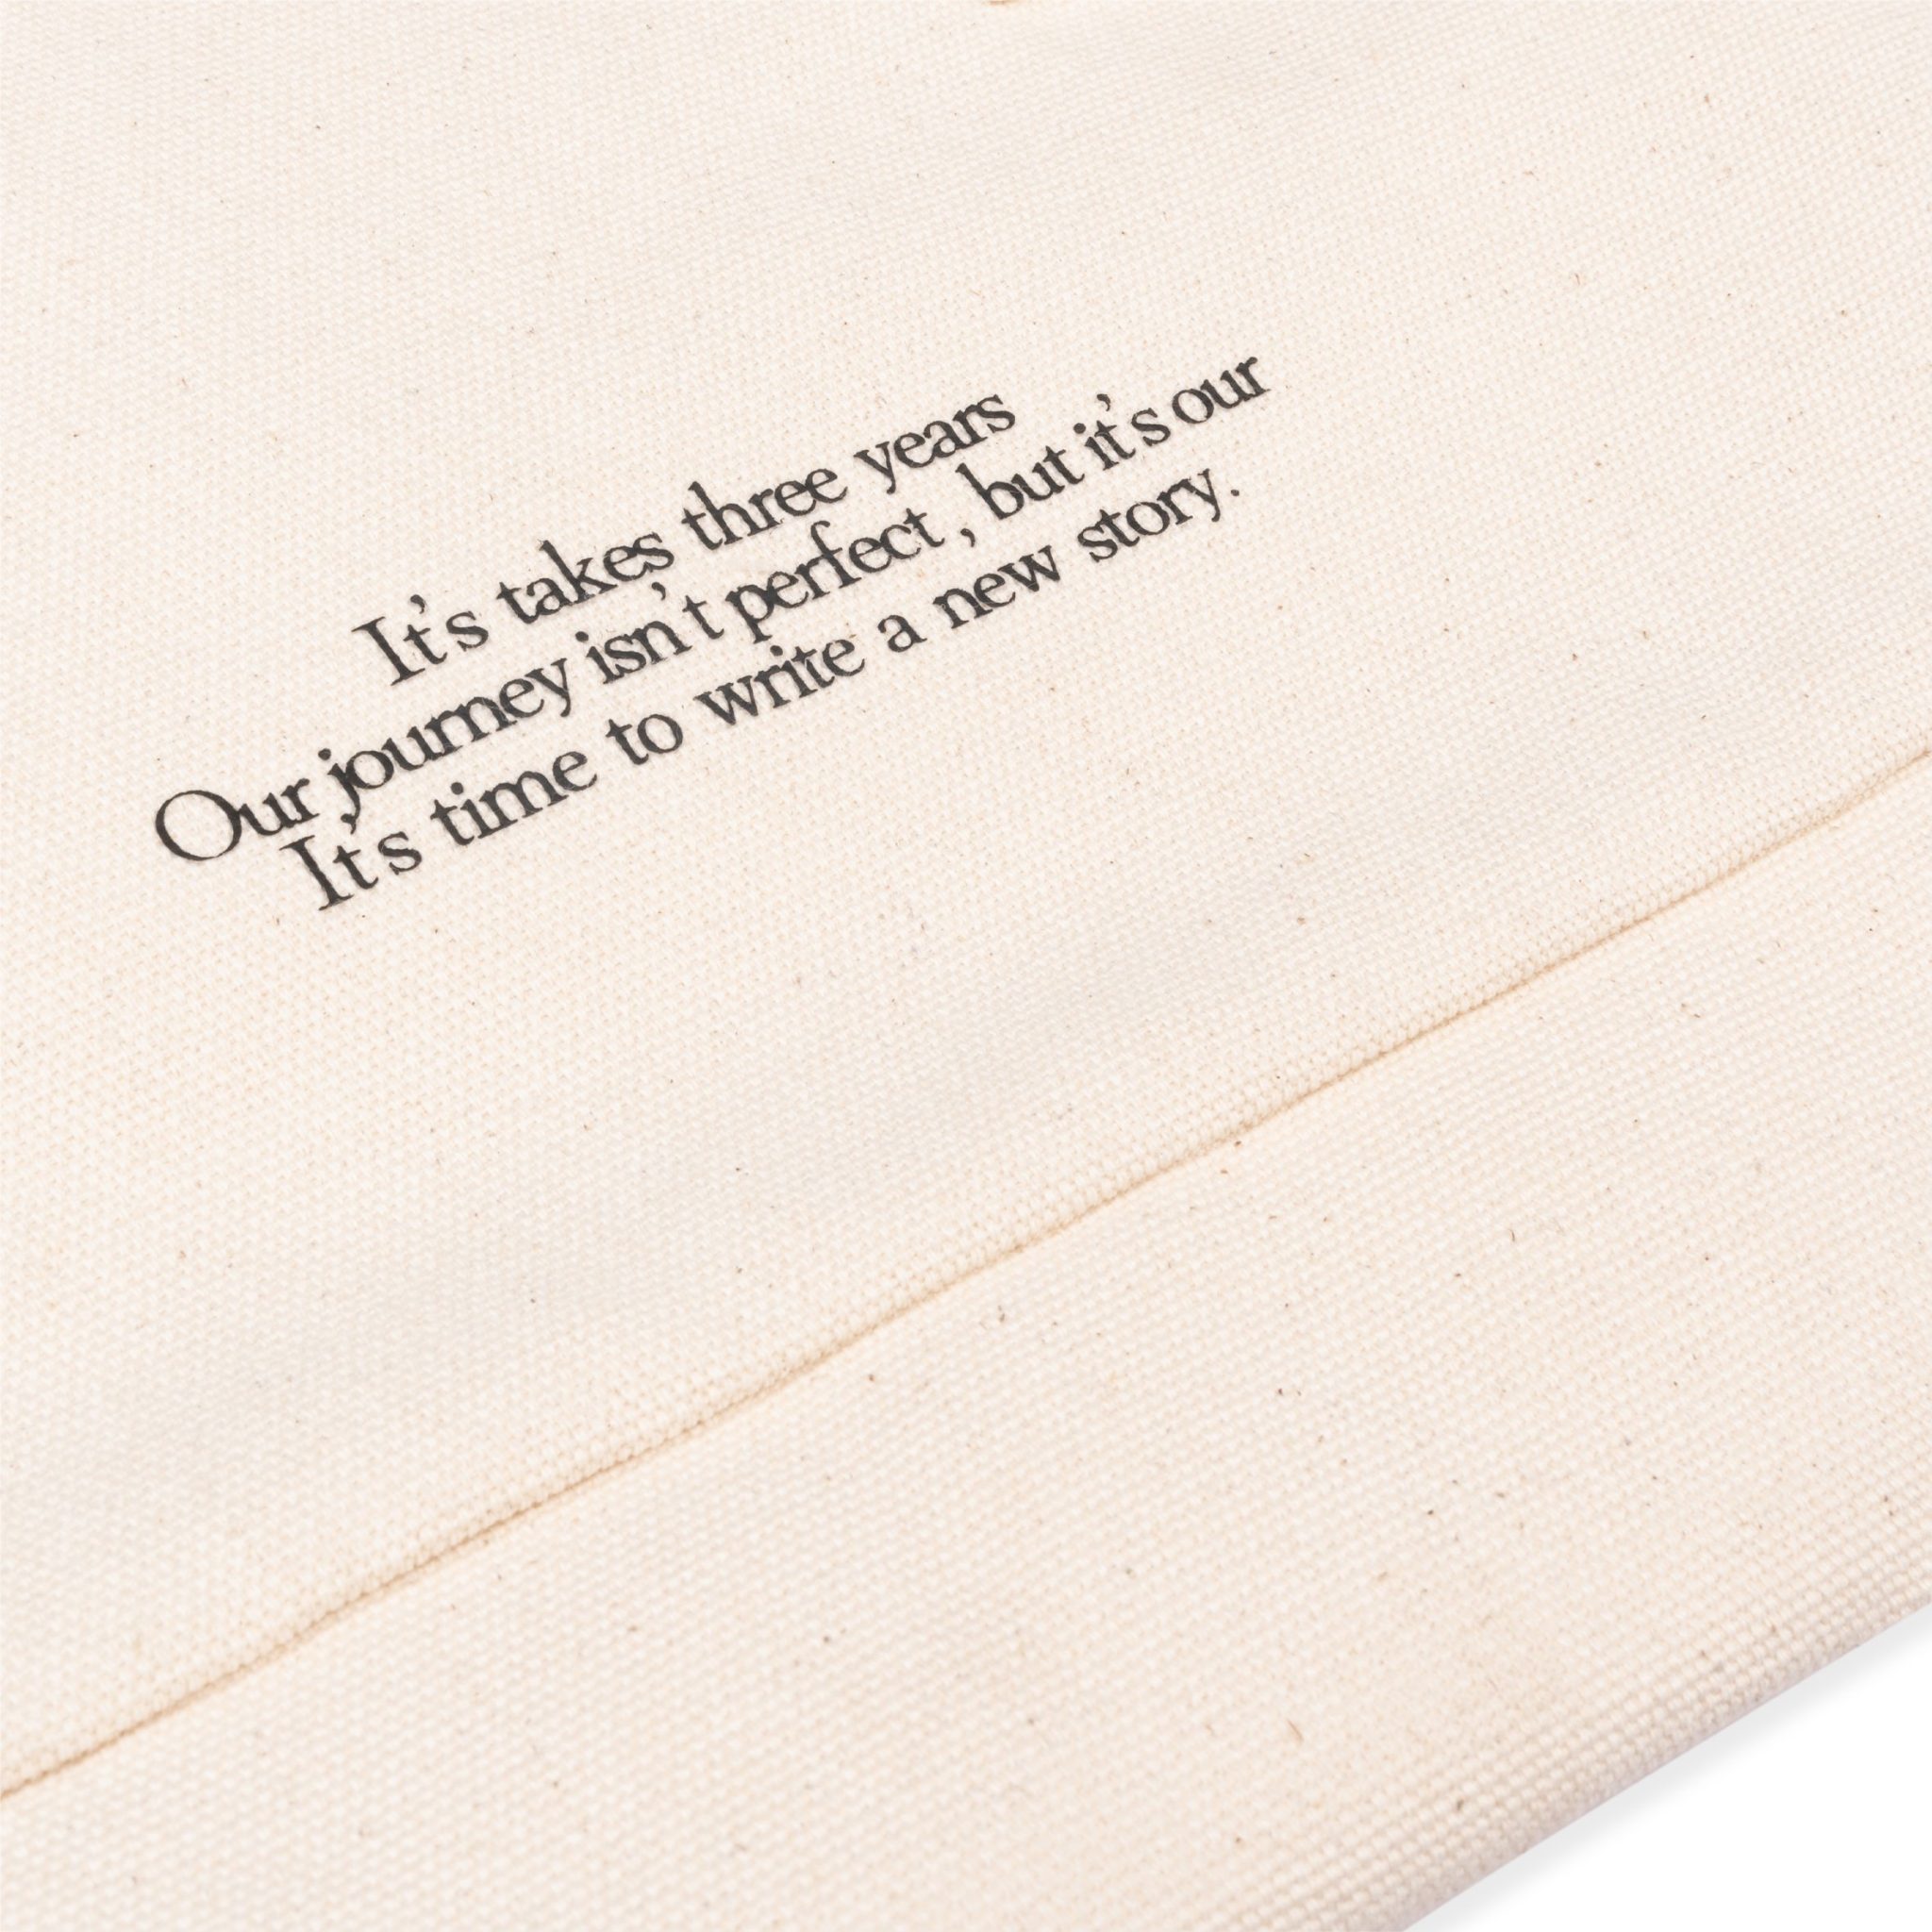 It's takes three years
Our journey isn't perfect, but it's our
It's time to write a new story.